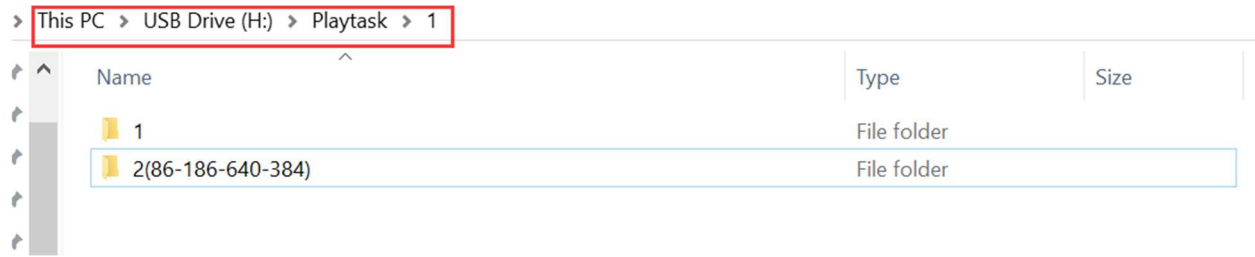 This PC > USB Drive (H:) > Playtask > 1
Name Type Size
1 File folder
2(86-186-640-384) File folder